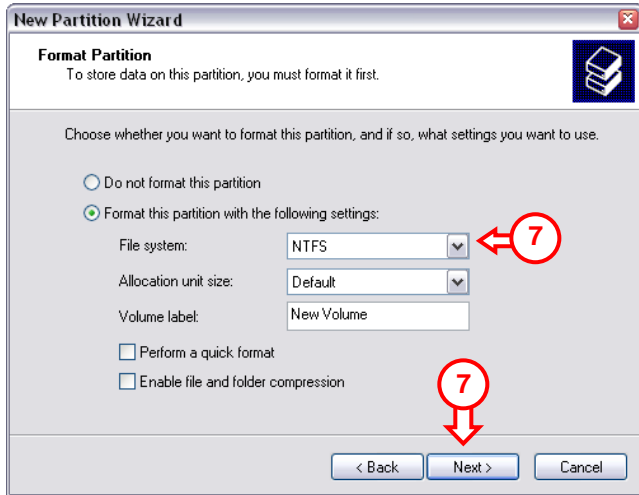 New Partition Wizard
Format Partition
To store data on this partition, you must format it first.
Choose whether you want to format this partition, and if so, what settings you want to use.
Do not format this partition
Format this partition with the following settings:
File system: NTFS 7
Allocation unit size: Default
Volume label: New Volume
Perform a quick format
Enable file and folder compression
7
< Back Next > Cancel